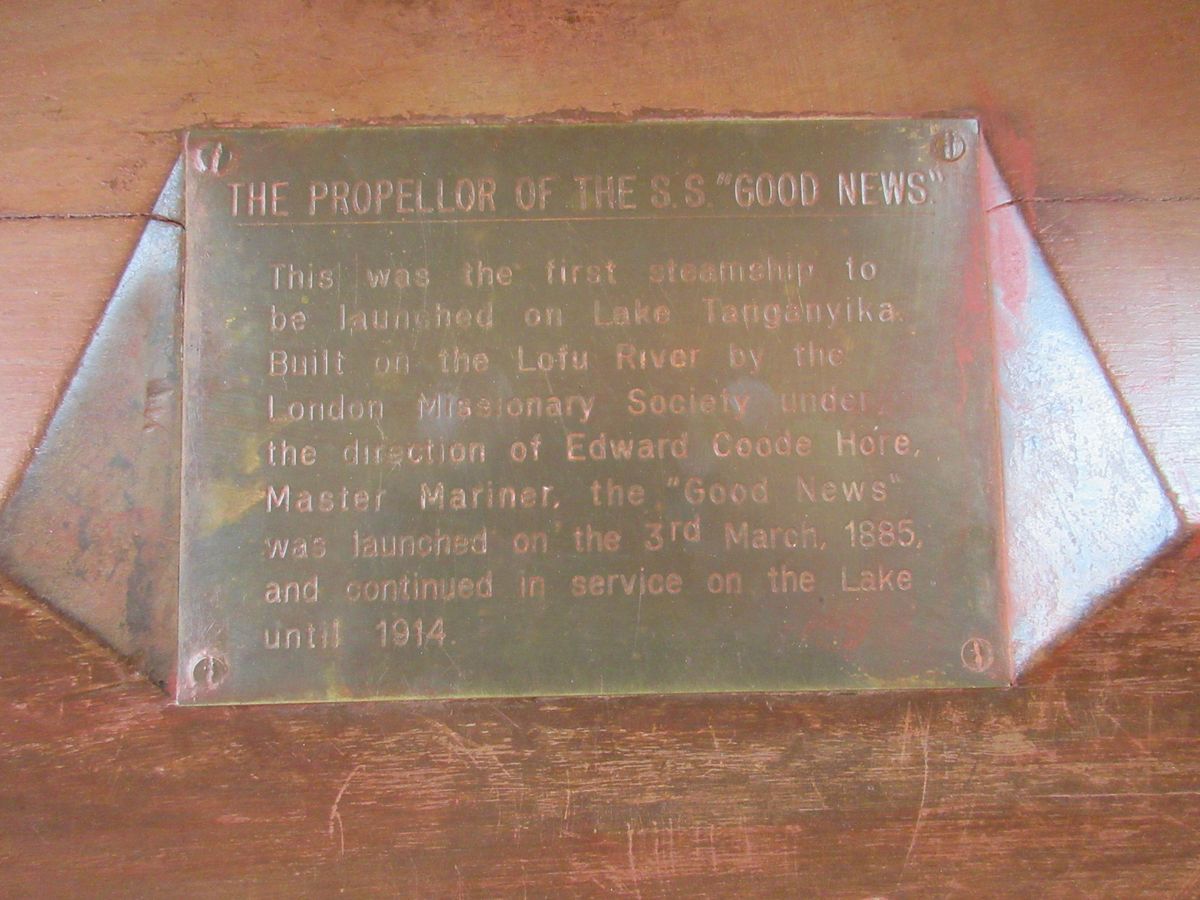 THE PROPELLOR OF THE S.S. "GOOD NEWS"
This was the first steamship to
be launched on Lake Tanganyika.
Built on the Lofu River by the
London Missionary Society under
the direction of Edward Coode Hore,
Master Mariner, the "Good News"
was launched on the 3rd March, 1885,
and continued in service on the Lake
until 1914.